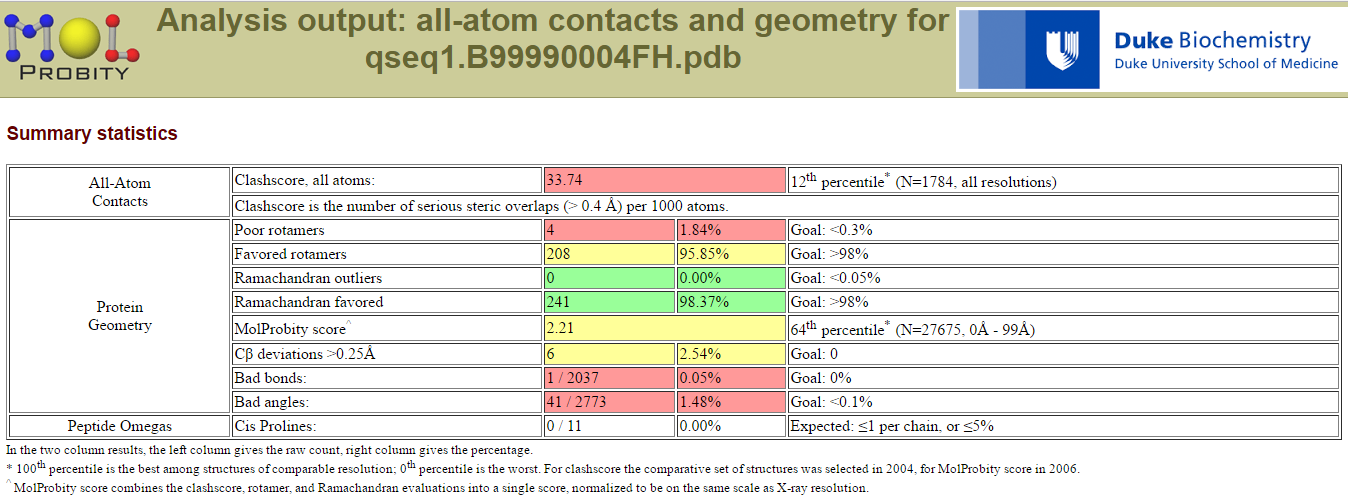 MOL
PROBITY
Analysis output: all-atom contacts and geometry for
qseq1.B99990004FH.pdb
Duke Biochemistry
Duke University School of Medicine
Summary statistics
All-Atom
Contacts
Clashscore, all atoms: 33.74 12th percentile* (N=1784, all resolutions)
Clashscore is the number of serious steric overlaps (> 0.4 Å) per 1000 atoms.
Protein
Geometry
Poor rotamers 4 1.84% Goal: <0.3%
Favored rotamers 208 95.85% Goal: >98%
Ramachandran outliers 0 0.00% Goal: <0.05%
Ramachandran favored 241 98.37% Goal: >98%
MolProbity score^ 2.21 64th percentile* (N=27675, 0Å - 99Å)
Cβ deviations >0.25Å 6 2.54% Goal: 0
Bad bonds: 1 / 2037 0.05% Goal: 0%
Bad angles: 41 / 2773 1.48% Goal: <0.1%
Peptide Omegas Cis Prolines: 0 / 11 0.00% Expected: ≤1 per chain, or ≤5%
In the two column results, the left column gives the raw count, right column gives the percentage.
* 100th percentile is the best among structures of comparable resolution; 0th percentile is the worst. For clashscore the comparative set of structures was selected in 2004, for MolProbity score in 2006.
^ MolProbity score combines the clashscore, rotamer, and Ramachandran evaluations into a single score, normalized to be on the same scale as X-ray resolution.